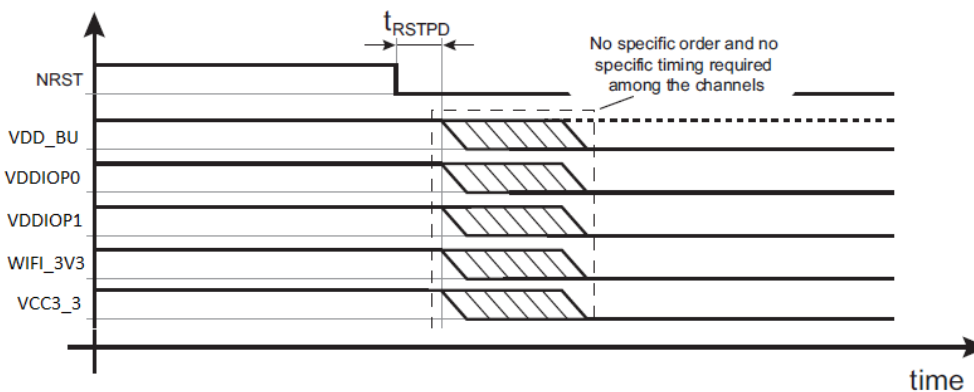 tRSTPD
No specific order and no
specific timing required
among the channels
NRST
VDD_BU
VDDIOP0
VDDIOP1
WIFI_3V3
VCC3_3
time